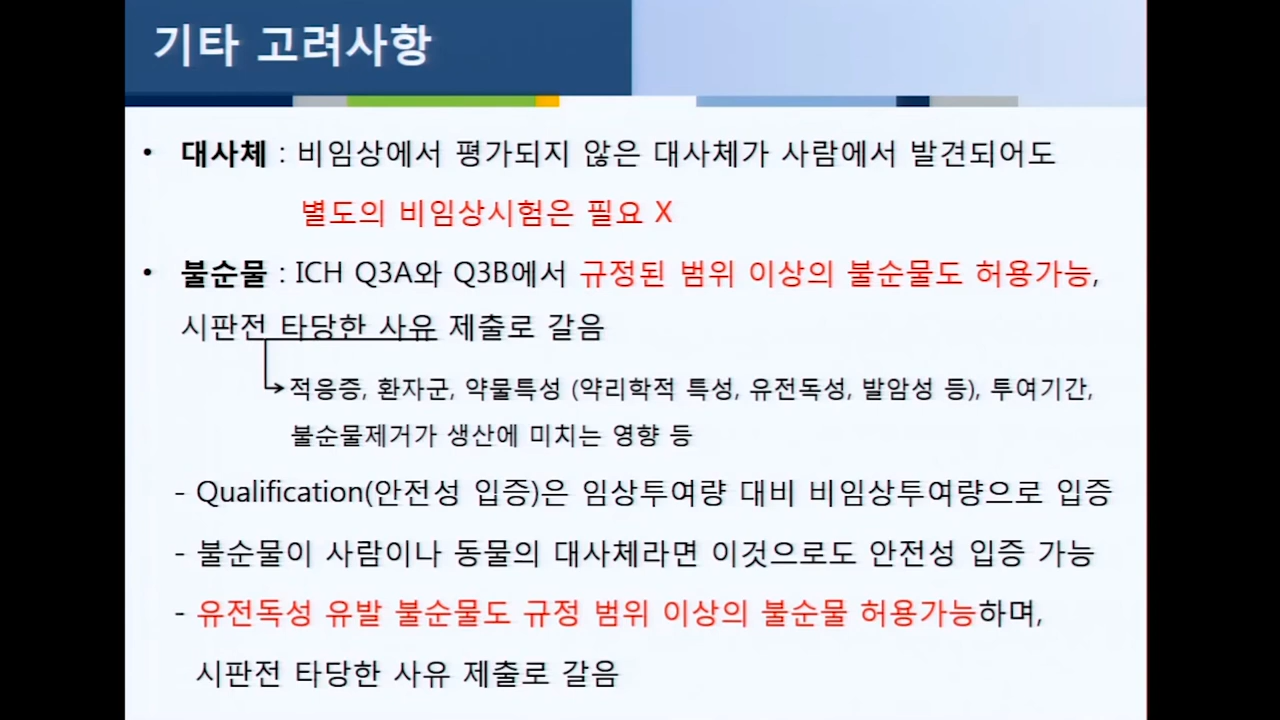 기타 고려사항
• 대사체 : 비임상에서 평가되지 않은 대사체가 사람에서 발견되어도
별도의 비임상시험은 필요 X
• 불순물 : ICH Q3A와 Q3B에서 규정된 범위 이상의 불순물도 허용가능,
시판전 타당한 사유 제출로 갈음
적응증, 환자군, 약물특성 (약리학적 특성, 유전독성, 발암성 등), 투여기간,
불순물제거가 생산에 미치는 영향 등
- Qualification(안전성 입증)은 임상투여량 대비 비임상투여량으로 입증
- 불순물이 사람이나 동물의 대사체라면 이것으로도 안전성 입증 가능
- 유전독성 유발 불순물도 규정 범위 이상의 불순물 허용가능하며,
시판전 타당한 사유 제출로 갈음